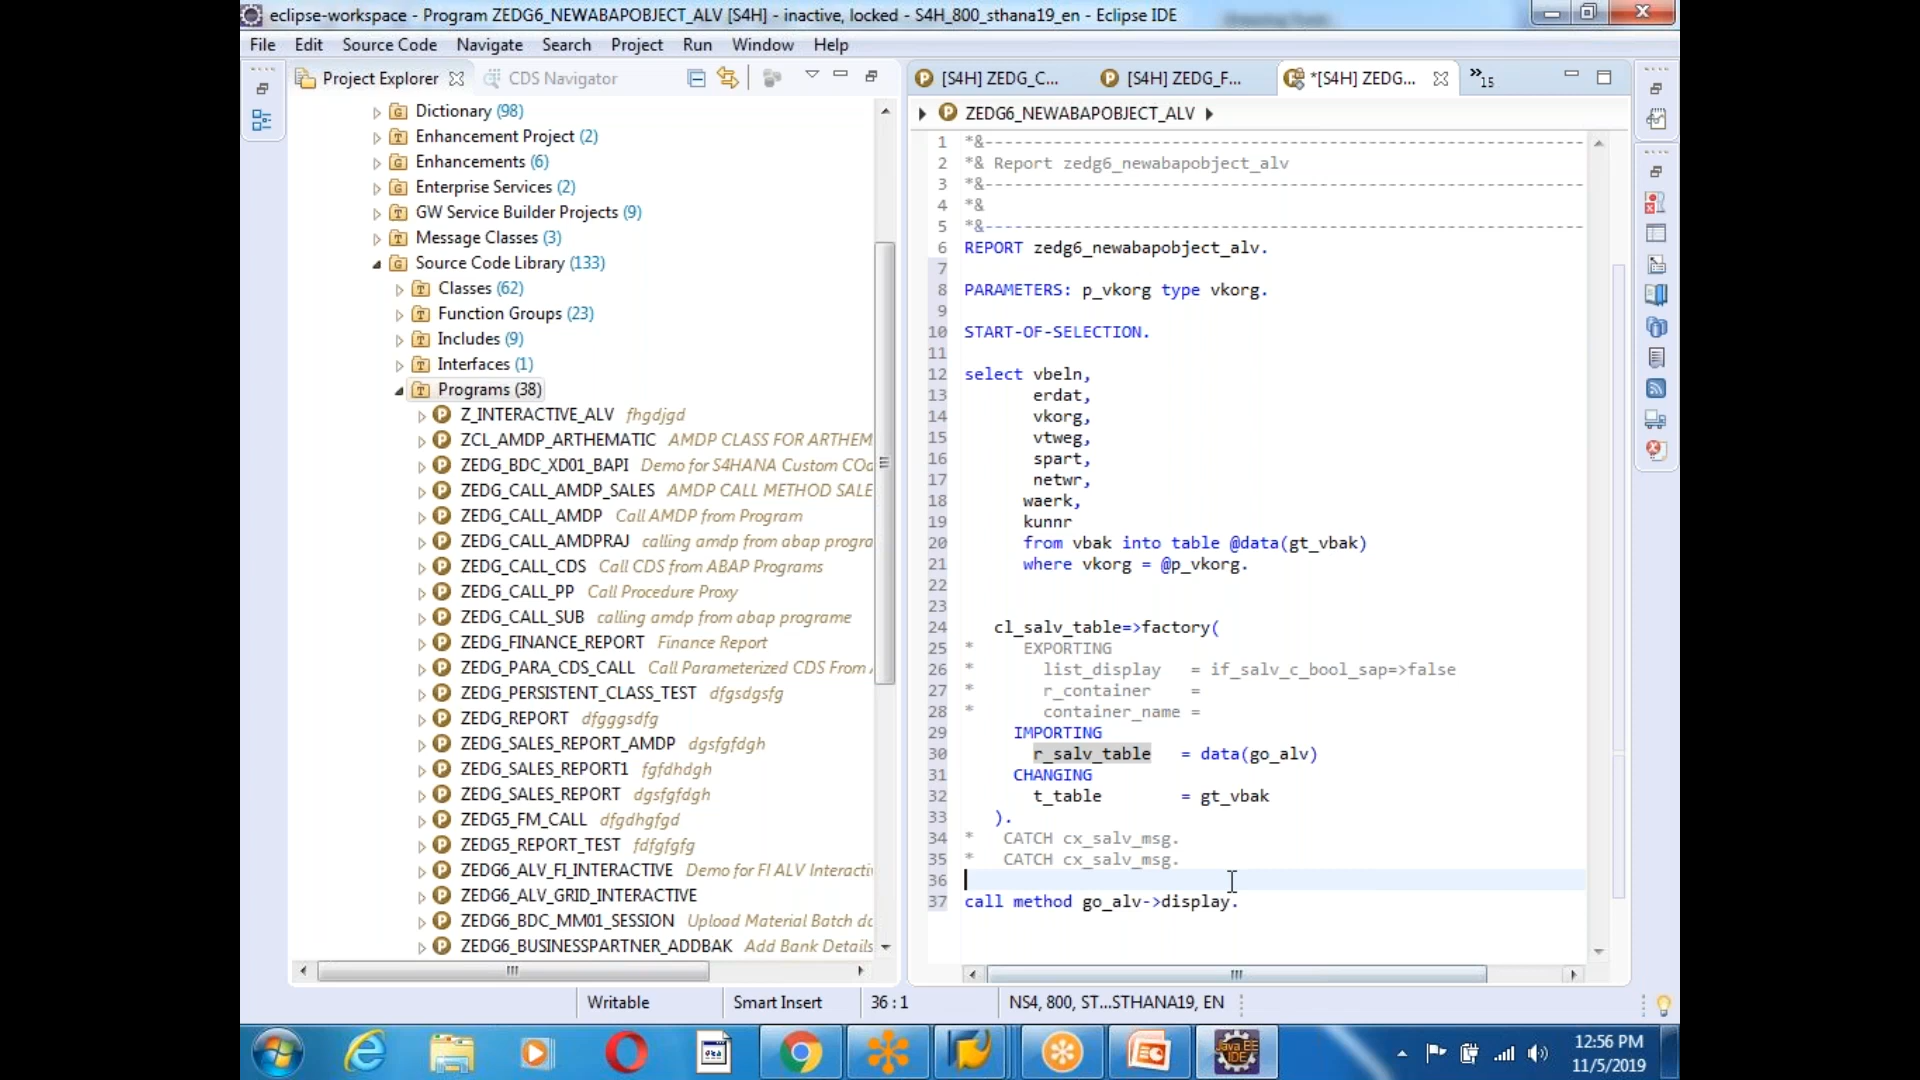 eclipse-workspace - Program ZEDG6_NEWABAPOBJECT_ALV [S4H] - inactive, locked - S4H_800_sthana19_en - Eclipse IDE
File Edit Source Code Navigate Search Project Run Window Help
Project Explorer CDS Navigator
[S4H] ZEDG_C... [S4H] ZEDG_F... *[S4H] ZEDG... »15
ZEDG6_NEWABAPOBJECT_ALV
Dictionary (98)
Enhancement Project (2)
Enhancements (6)
Enterprise Services (2)
GW Service Builder Projects (9)
Message Classes (3)
Source Code Library (133)
Classes (62)
Function Groups (23)
Includes (9)
Interfaces (1)
Programs (38)
Z_INTERACTIVE_ALV fhgdjgd
ZCL_AMDP_ARTHEMATIC AMDP CLASS FOR ARTHEM
ZEDG_BDC_XD01_BAPI Demo for S4HANA Custom COd
ZEDG_CALL_AMDP_SALES AMDP CALL METHOD SALE
ZEDG_CALL_AMDP Call AMDP from Program
ZEDG_CALL_AMDPRAJ calling amdp from abap progra
ZEDG_CALL_CDS Call CDS from ABAP Programs
ZEDG_CALL_PP Call Procedure Proxy
ZEDG_CALL_SUB calling amdp from abap programe
ZEDG_FINANCE_REPORT Finance Report
ZEDG_PARA_CDS_CALL Call Parameterized CDS From
ZEDG_PERSISTENT_CLASS_TEST dfgsdgsfg
ZEDG_REPORT dfgggsdfg
ZEDG_SALES_REPORT_AMDP dgsfgfdgh
ZEDG_SALES_REPORT1 fgfdhdgh
ZEDG_SALES_REPORT dgsfgfdgh
ZEDG5_FM_CALL dfgdhgfgd
ZEDG5_REPORT_TEST fdfgfgfg
ZEDG6_ALV_FI_INTERACTIVE Demo for FI ALV Interacti
ZEDG6_ALV_GRID_INTERACTIVE
ZEDG6_BDC_MM01_SESSION Upload Material Batch da
ZEDG6_BUSINESSPARTNER_ADDBAK Add Bank Details
1 *&---------------------------------------------------------------------
2 *& Report zedg6_newabapobject_alv
3 *&---------------------------------------------------------------------
4 *&
5 *&---------------------------------------------------------------------
6 REPORT zedg6_newabapobject_alv.
7
8 PARAMETERS: p_vkorg type vkorg.
9
10 START-OF-SELECTION.
11
12 select vbeln,
13 erdat,
14 vkorg,
15 vtweg,
16 spart,
17 netwr,
18 waerk,
19 kunnr
20 from vbak into table @data(gt_vbak)
21 where vkorg = @p_vkorg.
22
23
24 cl_salv_table=>factory(
25 * EXPORTING
26 * list_display = if_salv_c_bool_sap=>false
27 * r_container =
28 * container_name =
29 IMPORTING
30 r_salv_table = data(go_alv)
31 CHANGING
32 t_table = gt_vbak
33 ).
34 * CATCH cx_salv_msg.
35 * CATCH cx_salv_msg.
36
37 call method go_alv->display.
Writable Smart Insert 36 : 1 NS4, 800, ST...STHANA19, EN
Java EE
IDE
12:56 PM
11/5/2019